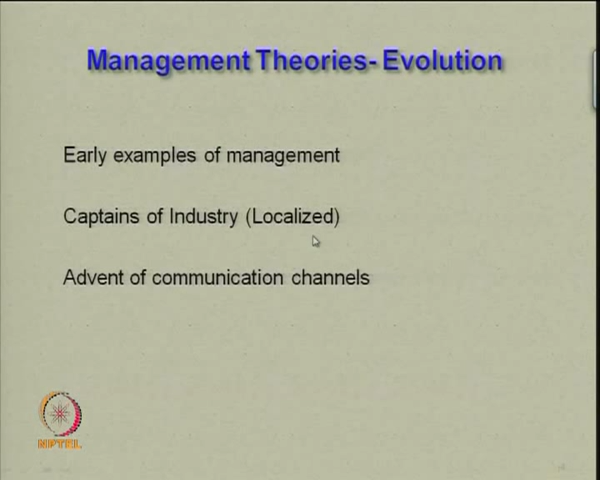 Management Theories- Evolution
Early examples of management
Captains of Industry (Localized)
Advent of communication channels
NPTEL